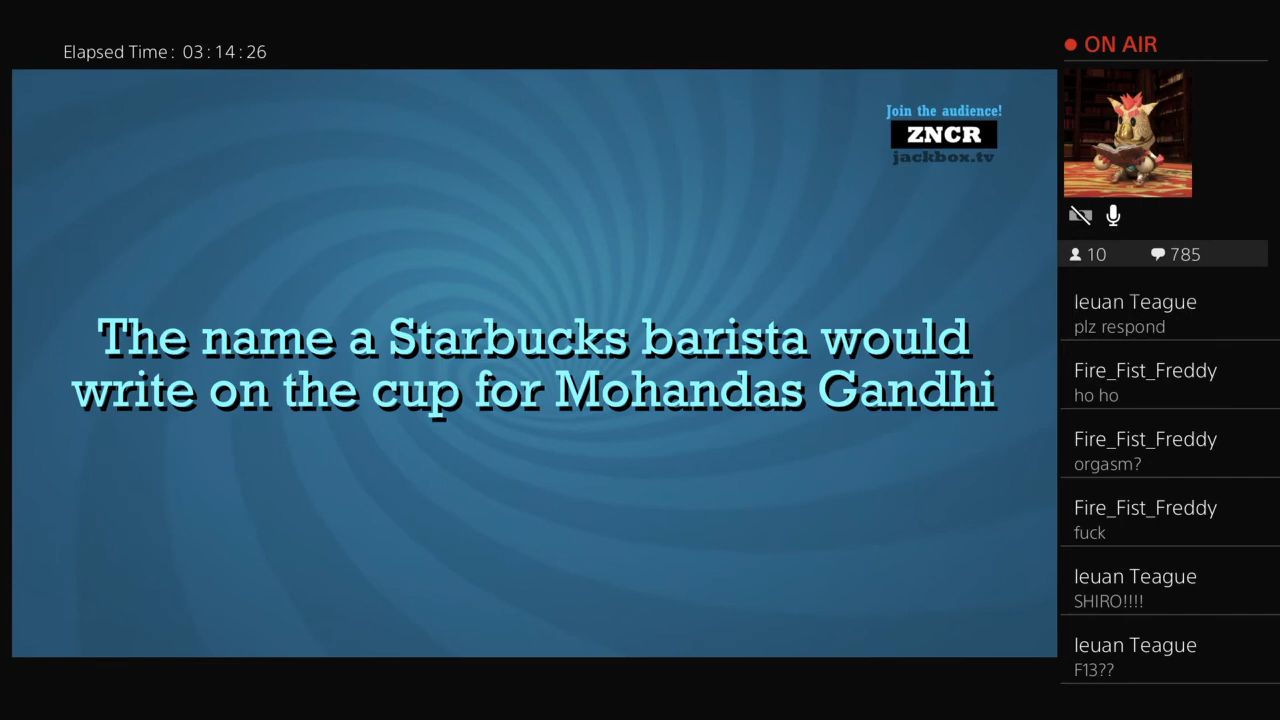 Elapsed Time: 03:14:26
ON AIR
Join the audience!
ZNCR
jackbox.tv
The name a Starbucks barista would
write on the cup for Mohandas Gandhi
10 785
Ieuan Teague
plz respond
Fire_Fist_Freddy
ho ho
Fire_Fist_Freddy
orgasm?
Fire_Fist_Freddy
fuck
Ieuan Teague
SHIRO!!!!
Ieuan Teague
F13??